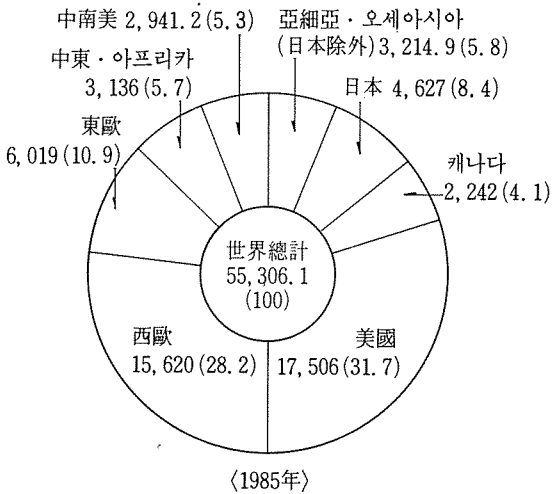 中南美 2,941.2(5.3)
亞細亞·오세아시아
(日本除外)3,214.9(5.8)
中東·아프리카
3,136(5.7)
日本 4,627(8.4)
東歐
6,019(10.9)
캐나다
2,242(4.1)
世界總計
55,306.1
(100)
西歐
15,620(28.2)
美國
17,506(31.7)
〈1985年〉